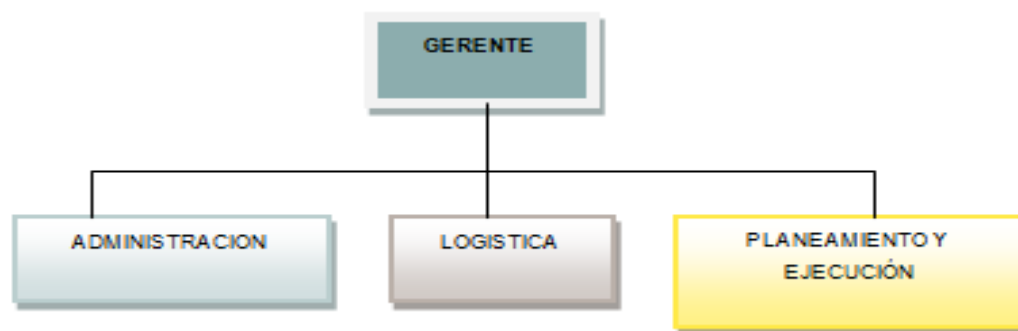 GERENTE
ADMINISTRACION
LOGISTICA
PLANEAMIENTO Y
EJECUCIÓN